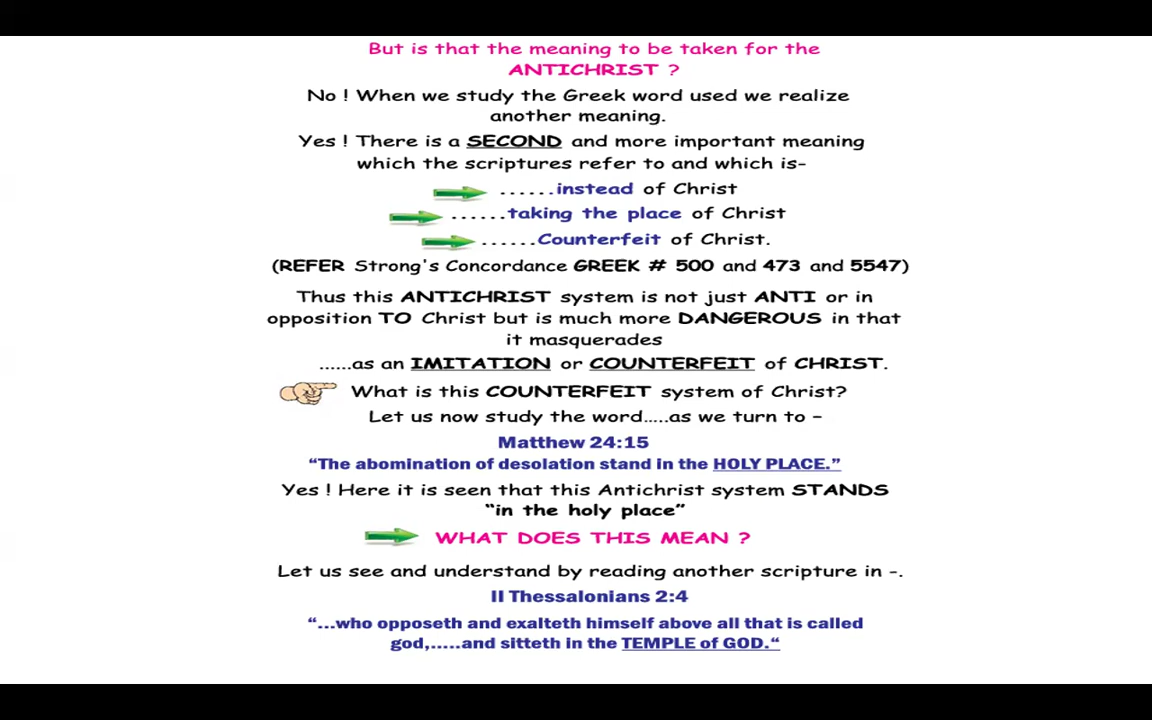 But is that the meaning to be taken for the
ANTICHRIST ?
No ! When we study the Greek word used we realize
another meaning.
Yes ! There is a SECOND and more important meaning
which the scriptures refer to and which is-
......instead of Christ
......taking the place of Christ
......Counterfeit of Christ.
(REFER Strong's Concordance GREEK # 500 and 473 and 5547)
Thus this ANTICHRIST system is not just ANTI or in
opposition TO Christ but is much more DANGEROUS in that
it masquerades
......as an IMITATION or COUNTERFEIT of CHRIST.
What is this COUNTERFEIT system of Christ?
Let us now study the word.....as we turn to –
Matthew 24:15
“The abomination of desolation stand in the HOLY PLACE.”
Yes ! Here it is seen that this Antichrist system STANDS
“in the holy place”
WHAT DOES THIS MEAN ?
Let us see and understand by reading another scripture in -.
II Thessalonians 2:4
“...who opposeth and exalteth himself above all that is called
god,.....and sitteth in the TEMPLE of GOD.“